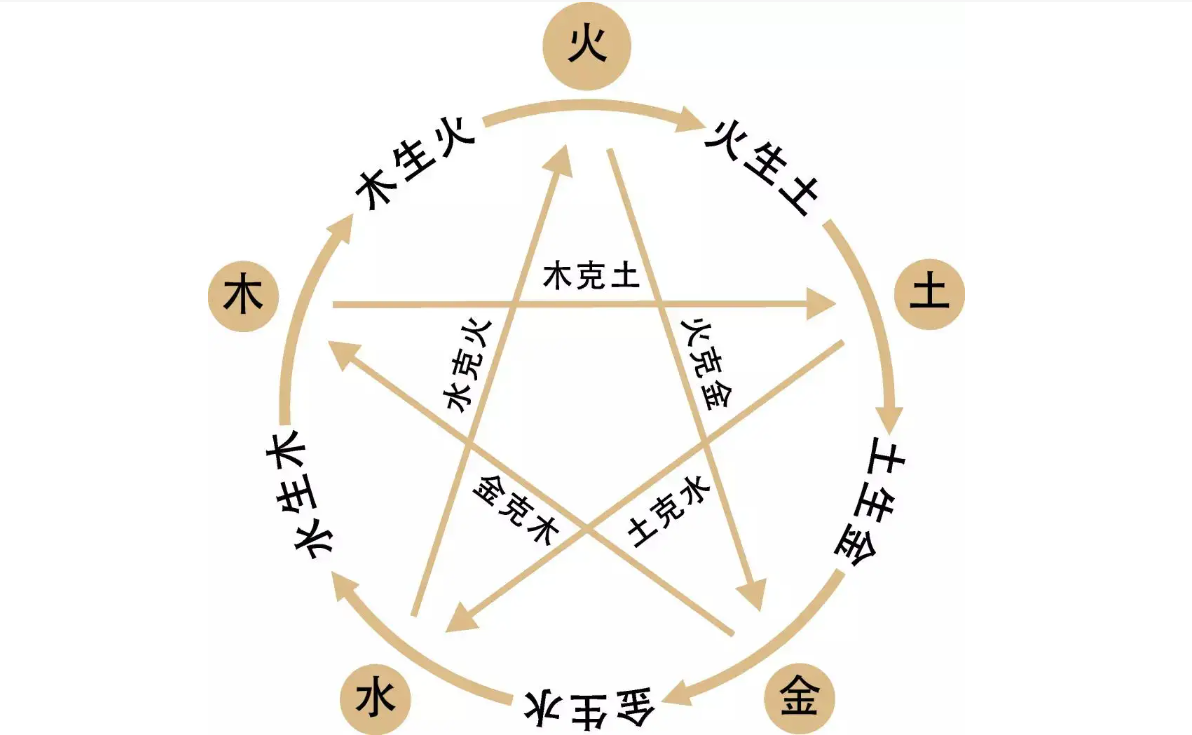 火
木生火
火生土
木
木克土
土
水克火
火克金
水生木
土生金
金克木
土克水
水
金生水
金